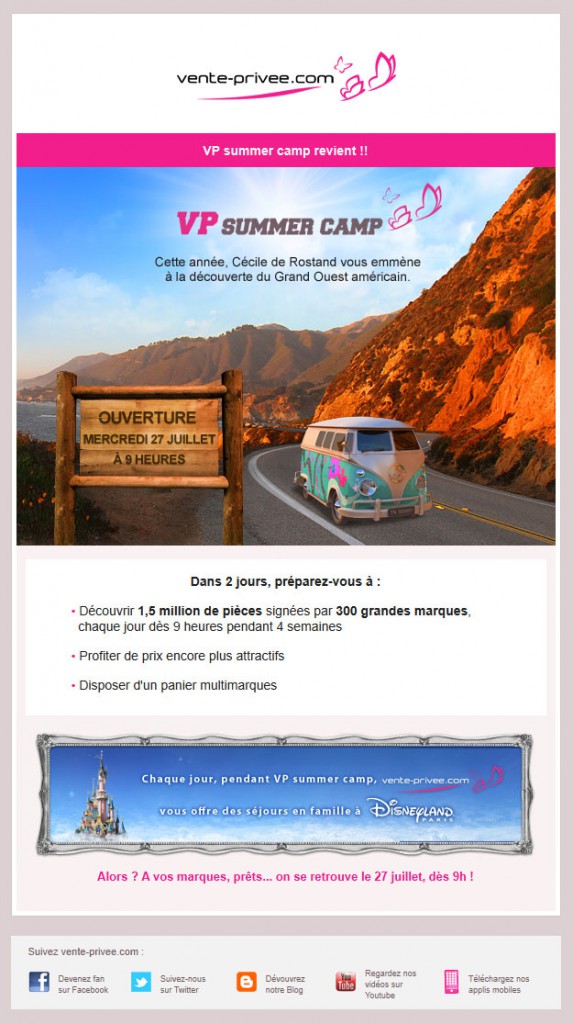 vente-privee.com
VP summer camp revient !!
VP SUMMER CAMP
Cette année, Cécile de Rostand vous emmène
à la découverte du Grand Ouest américain.
OUVERTURE
MERCREDI 27 JUILLET
À 9 HEURES
Dans 2 jours, préparez-vous à :
• Découvrir 1,5 million de pièces signées par 300 grandes marques,
chaque jour dès 9 heures pendant 4 semaines
• Profiter de prix encore plus attractifs
• Disposer d'un panier multimarques
Chaque jour, pendant VP summer camp, vente-privee.com
vous offre des séjours en famille à DISNEYLAND
PARIS
Alors ? A vos marques, prêts... on se retrouve le 27 juillet, dès 9h !
Suivez vente-privee.com :
Devenez fan
sur Facebook
Suivez-nous
sur Twitter
Dévouvrez
notre Blog
You
Tube
Regardez nos
vidéos sur
Youtube
Téléchargez nos
applis mobiles